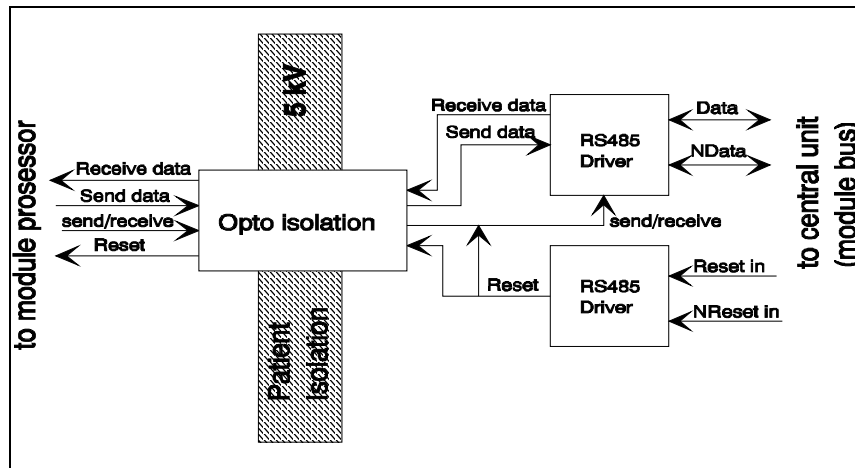 to module prosessor
Receive data
Send data
send/receive
Reset
5 kV
Opto isolation
Patient
Isolation
Receive data
Send data
RS485
Driver
send/receive
Reset
RS485
Driver
Data
NData
Reset in
NReset in
to central unit
(module bus)